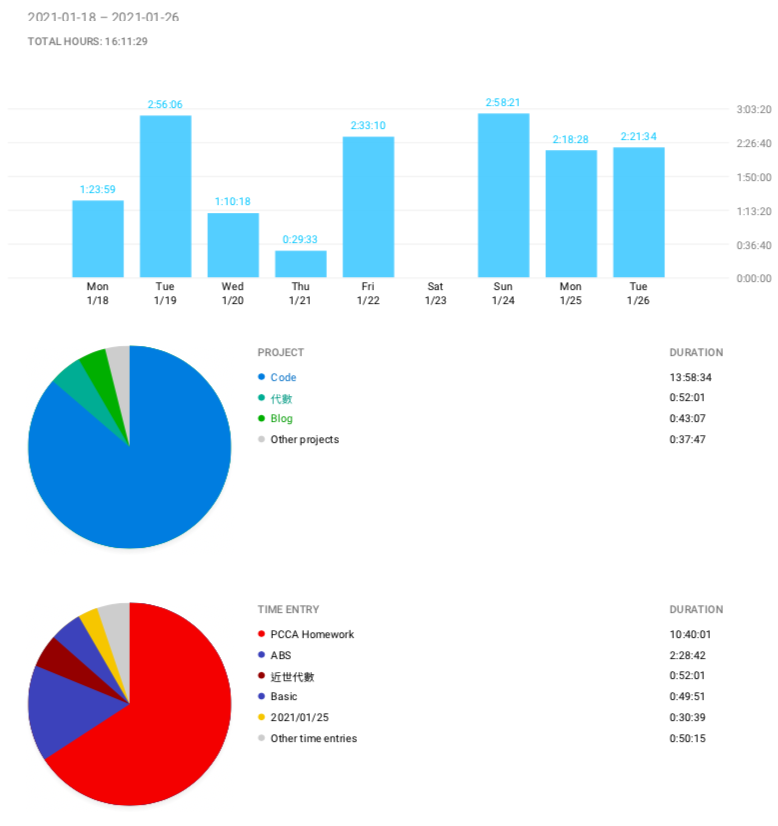 2021-01-18 – 2021-01-26
TOTAL HOURS: 16:11:29
2:56:06
2:58:21
3:03:20
2:33:10
2:18:28
2:21:34
2:26:40
1:23:59
1:10:18
1:50:00
0:29:33
1:13:20
0:36:40
0:00:00
Mon Tue Wed Thu Fri Sat Sun Mon Tue
1/18 1/19 1/20 1/21 1/22 1/23 1/24 1/25 1/26
PROJECT DURATION
Code 13:58:34
代數 0:52:01
Blog 0:43:07
Other projects 0:37:47
TIME ENTRY DURATION
PCCA Homework 10:40:01
ABS 2:28:42
近世代數 0:52:01
Basic 0:49:51
2021/01/25 0:30:39
Other time entries 0:50:15